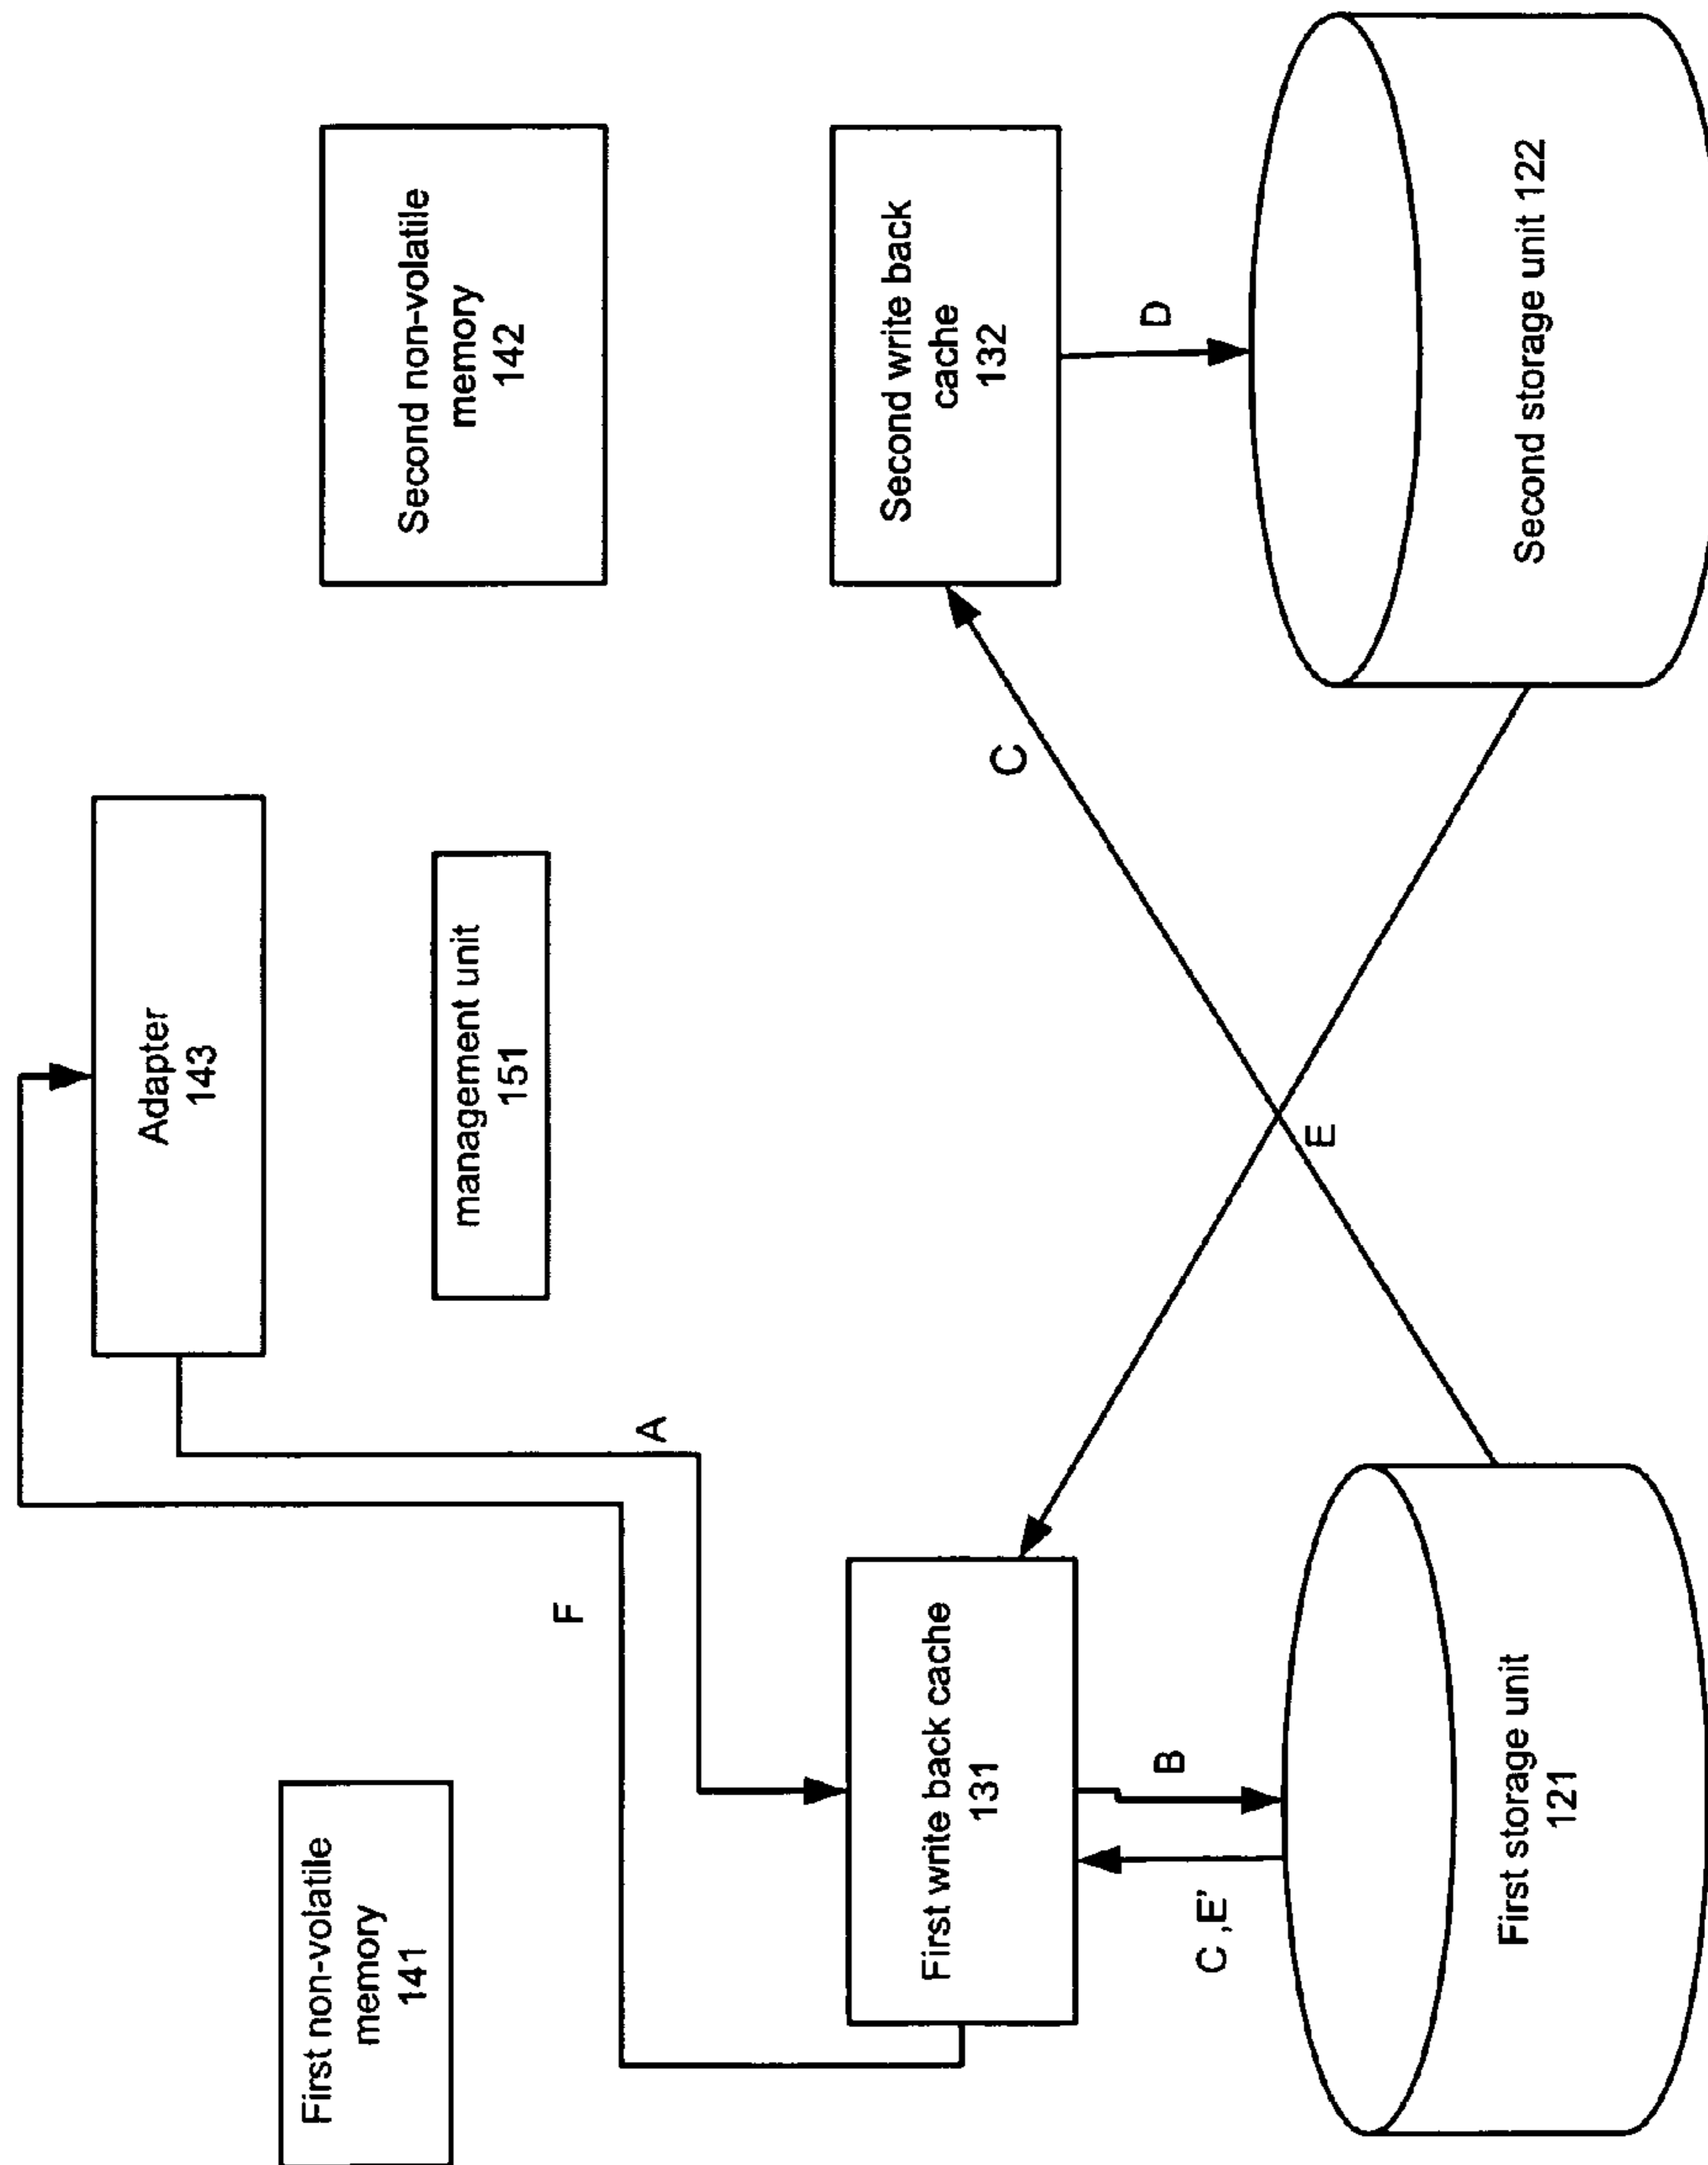 Adapter
143
First non-volatile
memory
141
management unit
151
Second non-volatile
memory
142
F
A
First write back cache
131
C
Second write back
cache
132
C ,E'
B
E
D
First storage unit
121
Second storage unit 122